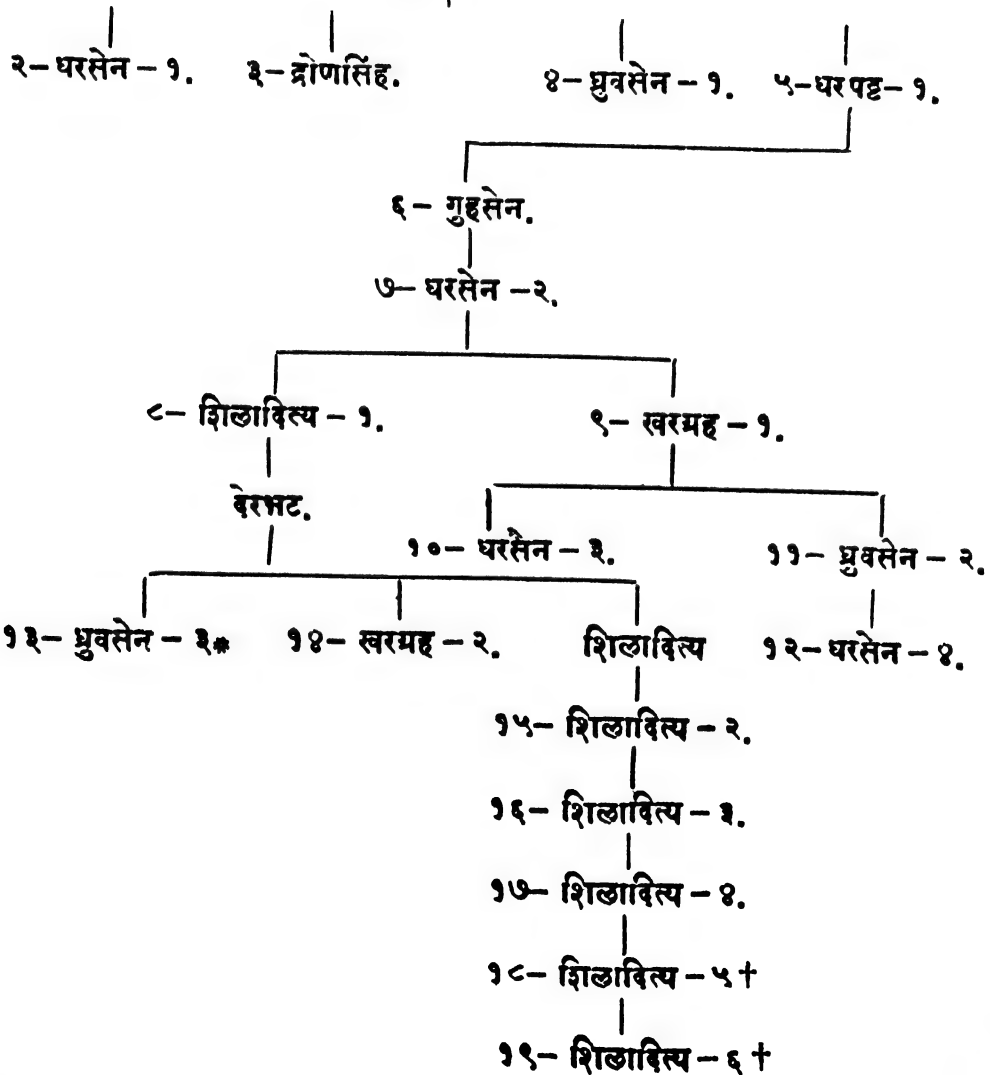 २-धरसेन - १. ३-द्रोणसिंह. ४-ध्रुवसेन - १. ५-धरपट्ट- १.
६- गुहसेन.
७- धरसेन -२.
८- शिलादित्य - १. ९- खरग्रह - १.
देरभट.
१०- धरसेन - ३. ११- ध्रुवसेन - २.
१३- ध्रुवसेन - ३* १४- खरग्रह - २. शिलादित्य १२-धरसेन - ४.
१५- शिलादित्य - २.
१६- शिलादित्य - ३.
१७- शिलादित्य - ४.
१८- शिलादित्य - ५†
१९- शिलादित्य - ६†